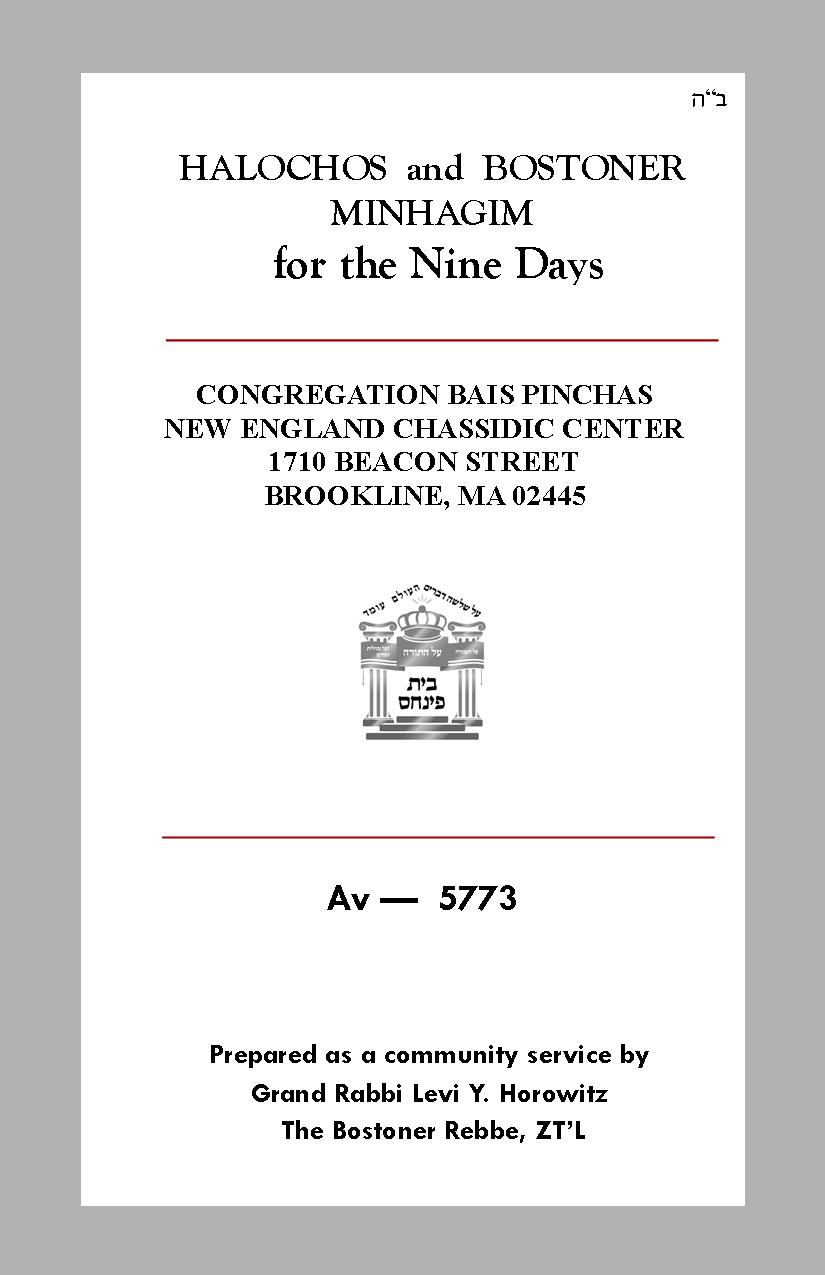 ב"ה
HALOCHOS and BOSTONER
MINHAGIM
for the Nine Days
CONGREGATION BAIS PINCHAS
NEW ENGLAND CHASSIDIC CENTER
1710 BEACON STREET
BROOKLINE, MA 02445
על שלשה דברים העולם עומד
על התורה
על העבודה
ועל גמילות
חסדים
בית
פינחס
Av — 5773
Prepared as a community service by
Grand Rabbi Levi Y. Horowitz
The Bostoner Rebbe, ZT'L